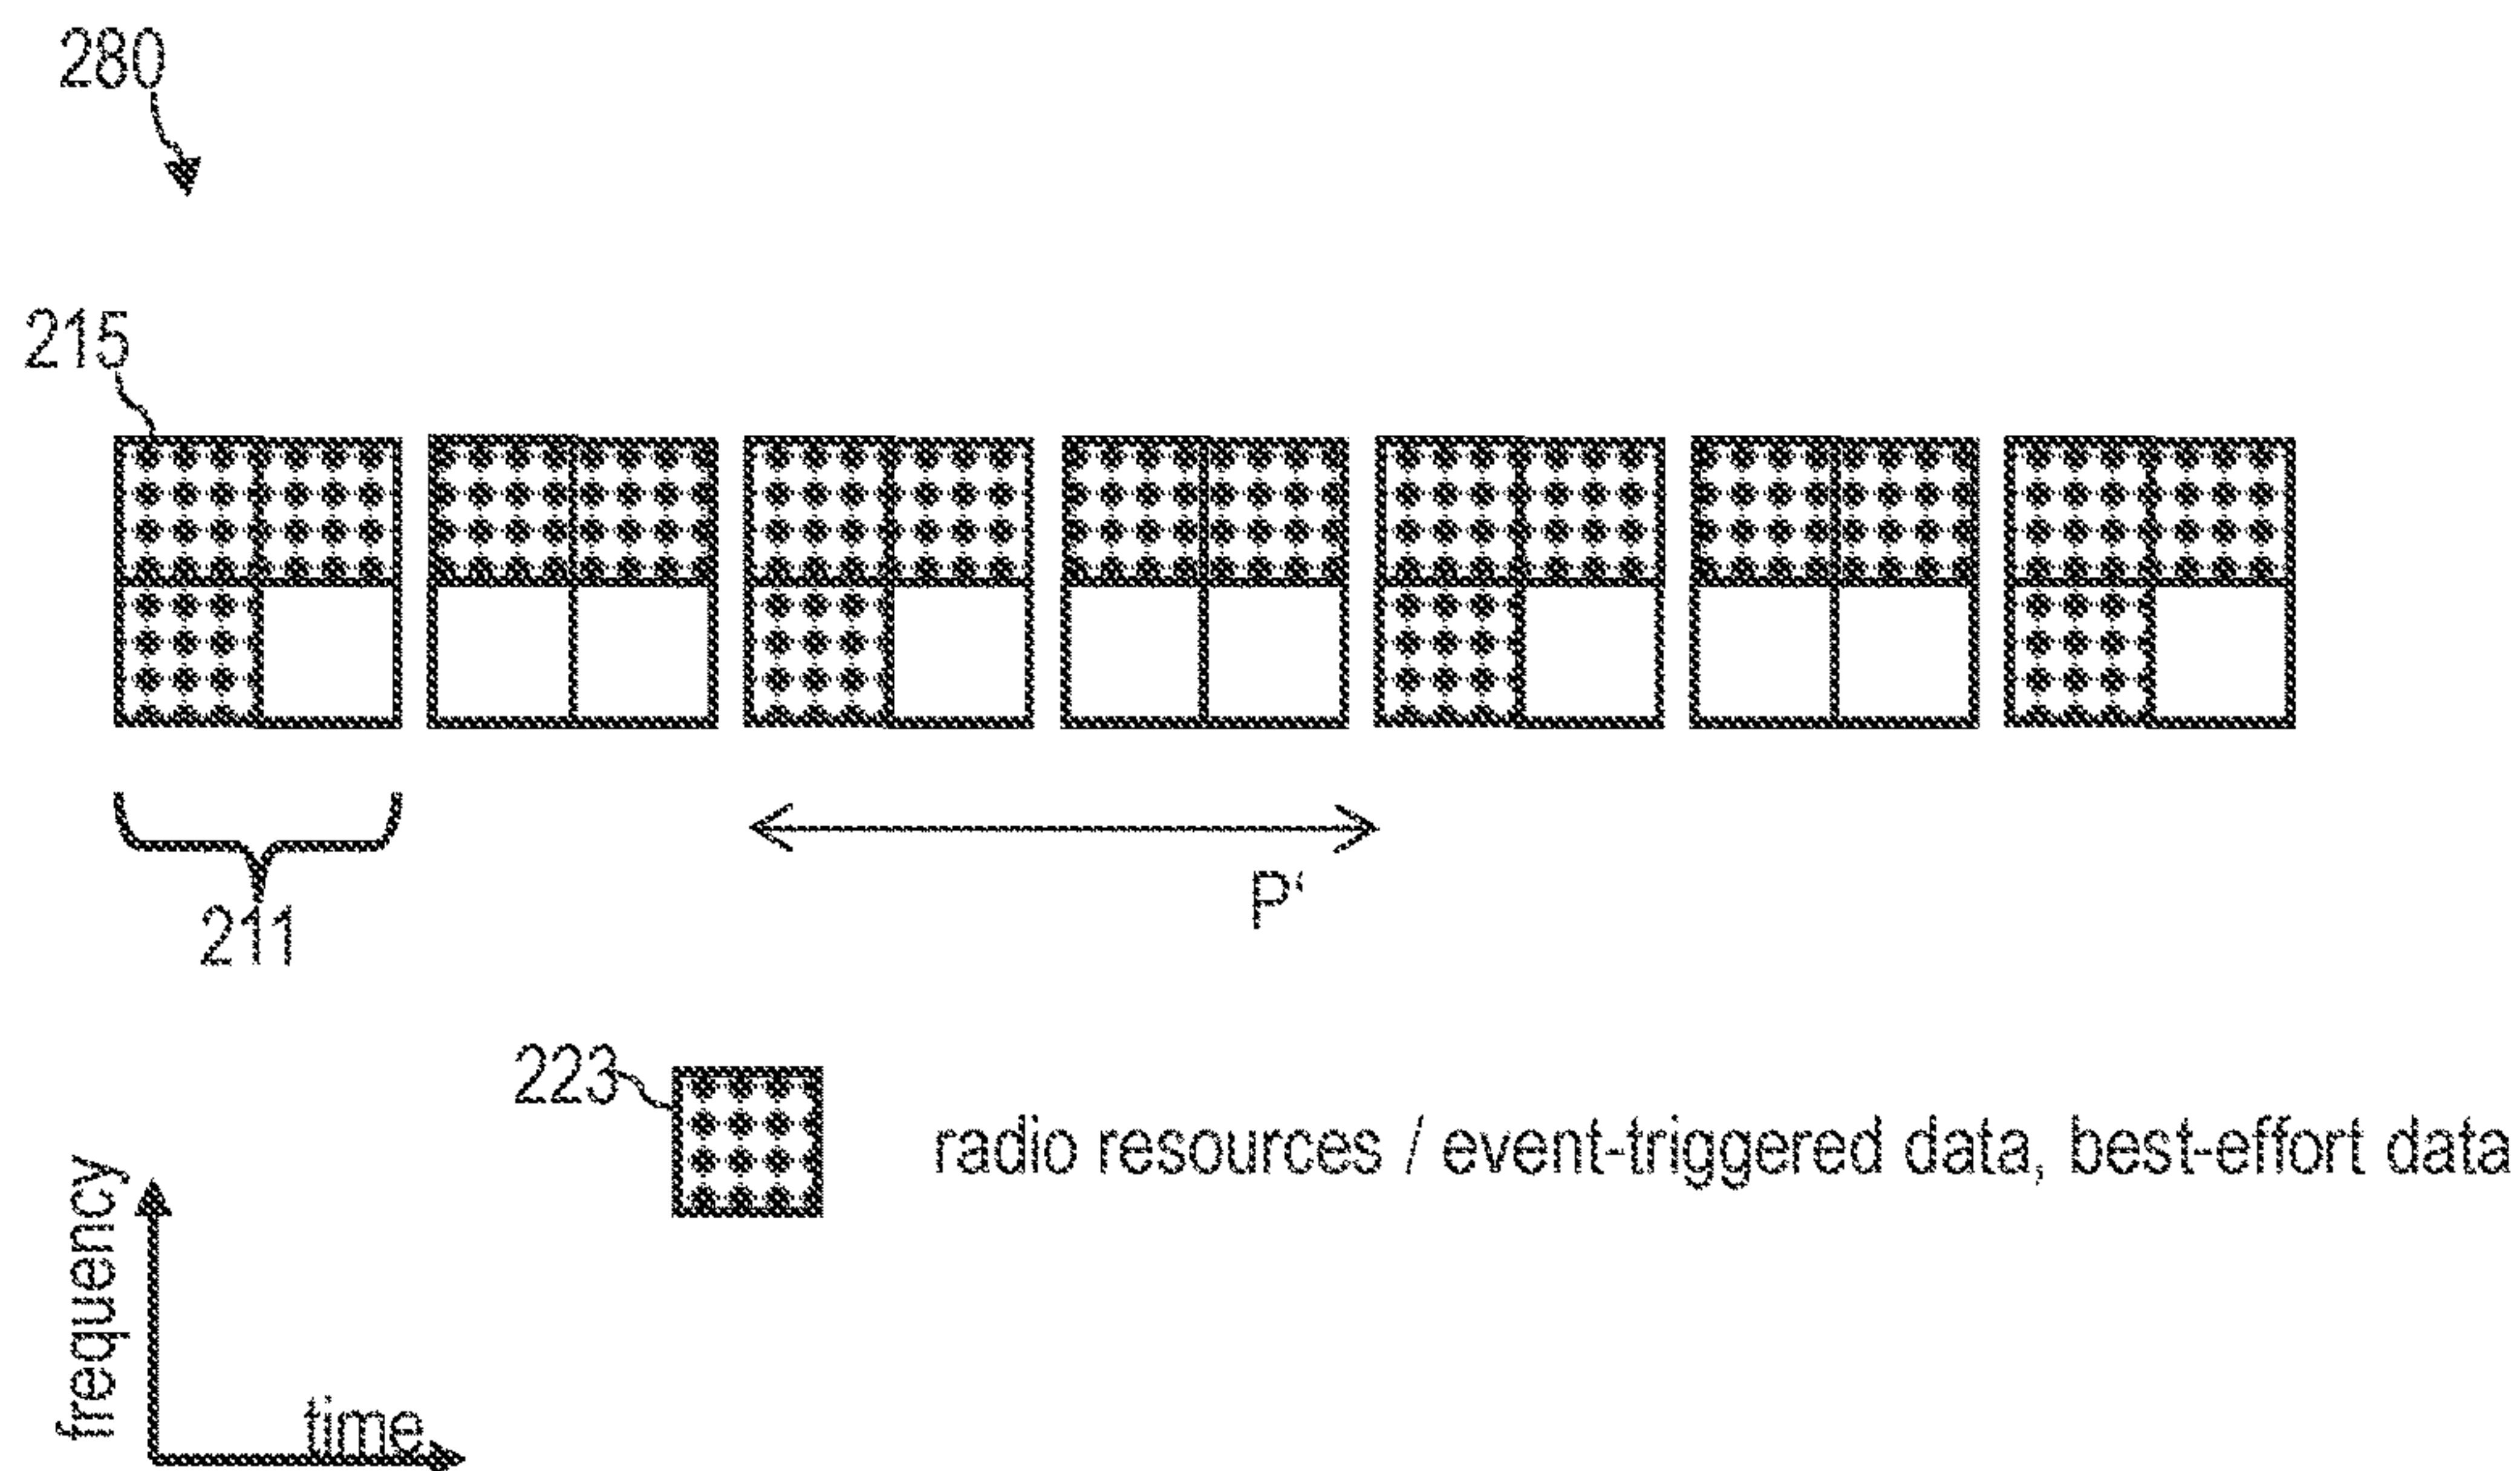 280
215
211
P‘
223
radio resources / event-triggered data, best-effort data
frequency
time